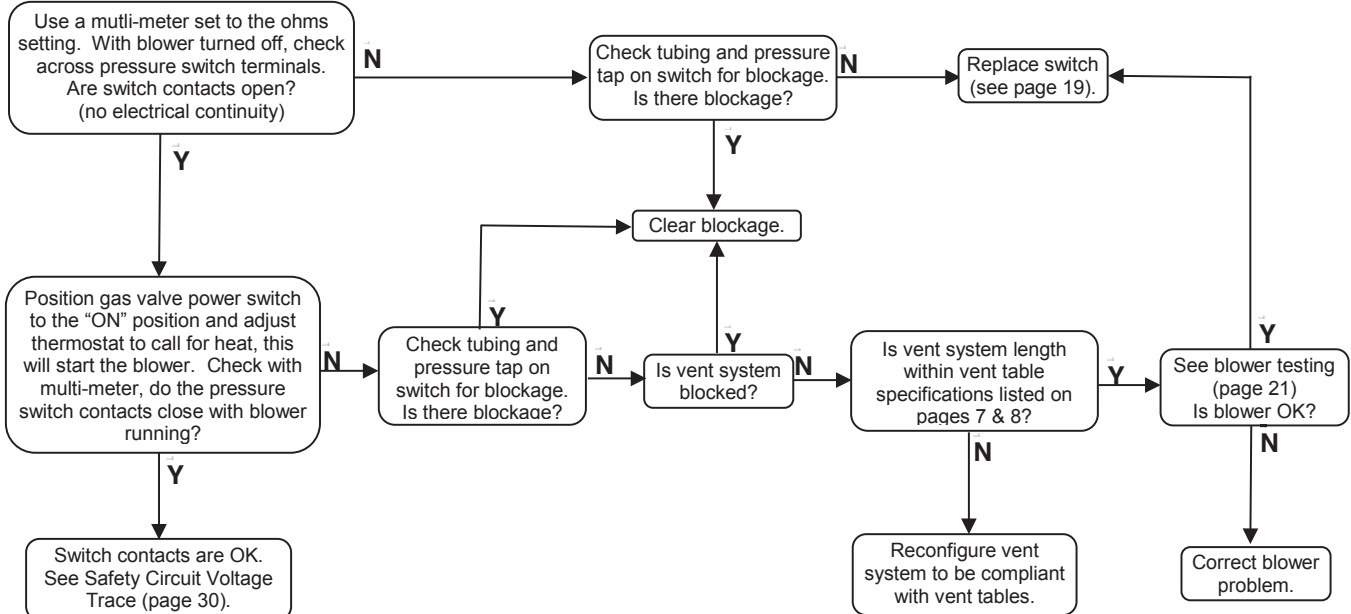 Use a mutli-meter set to the ohms
setting. With blower turned off, check
across pressure switch terminals.
Are switch contacts open?
(no electrical continuity)
N
Check tubing and pressure
tap on switch for blockage.
Is there blockage?
N
Replace switch
(see page 19).
Y
Y
Clear blockage.
Position gas valve power switch
to the “ON” position and adjust
thermostat to call for heat, this
will start the blower. Check with
multi-meter, do the pressure
switch contacts close with blower
running?
N
Y
Check tubing and
pressure tap on
switch for blockage.
Is there blockage?
N
Y
Is vent system
blocked?
N
Is vent system length
within vent table
specifications listed on
pages 7 & 8?
Y
Y
See blower testing
(page 21)
Is blower OK?
Y
N
N
Switch contacts are OK.
See Safety Circuit Voltage
Trace (page 30).
Reconfigure vent
system to be compliant
with vent tables.
Correct blower
problem.